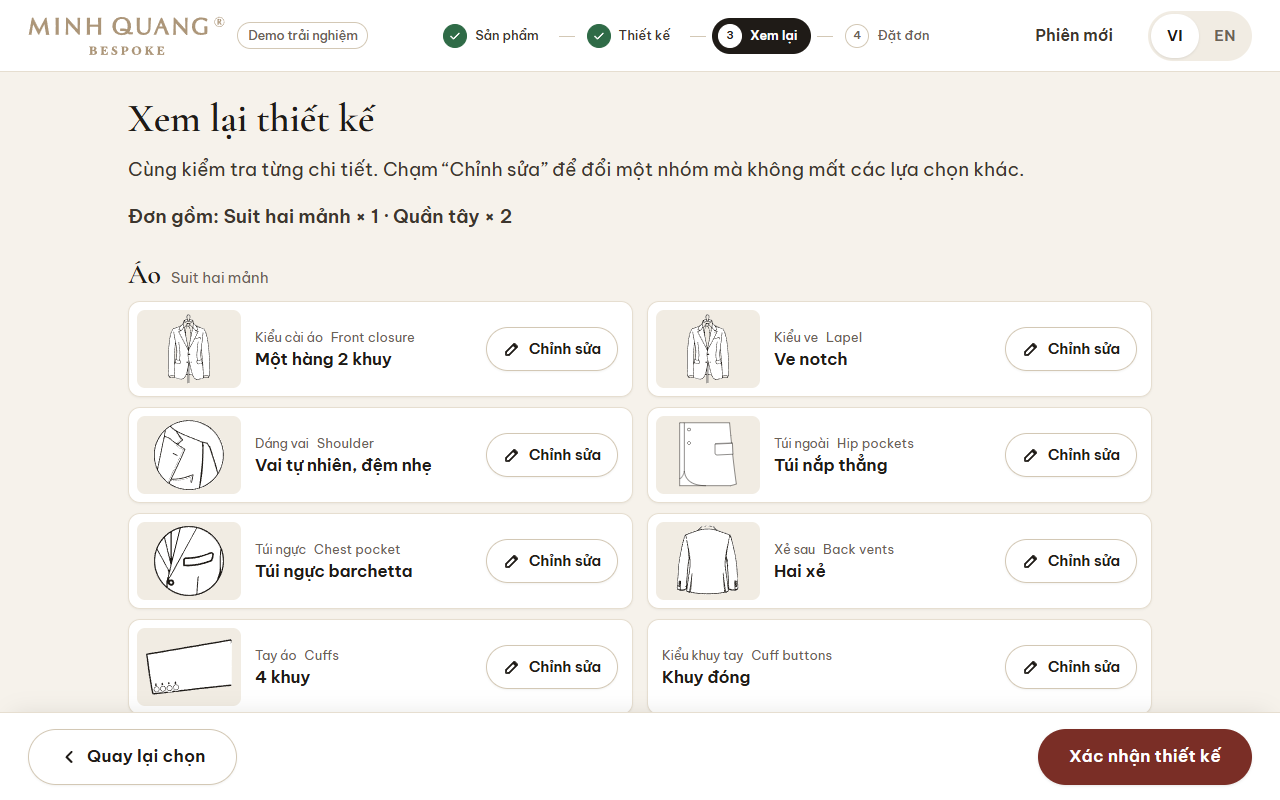 MINH QUANG®
BESPOKE
Demo trải nghiệm
Sản phẩm
Thiết kế
3 Xem lại
4 Đặt đơn
Phiên mới
VI
EN
Xem lại thiết kế
Cùng kiểm tra từng chi tiết. Chạm “Chỉnh sửa” để đổi một nhóm mà không mất các lựa chọn khác.
Đơn gồm: Suit hai mảnh × 1 · Quần tây × 2
Áo Suit hai mảnh
Kiểu cài áo Front closure
Một hàng 2 khuy
Chỉnh sửa
Kiểu ve Lapel
Ve notch
Chỉnh sửa
Dáng vai Shoulder
Vai tự nhiên, đệm nhẹ
Chỉnh sửa
Túi ngoài Hip pockets
Túi nắp thẳng
Chỉnh sửa
Túi ngực Chest pocket
Túi ngực barchetta
Chỉnh sửa
Xẻ sau Back vents
Hai xẻ
Chỉnh sửa
Tay áo Cuffs
4 khuy
Chỉnh sửa
Kiểu khuy tay Cuff buttons
Khuy đóng
Chỉnh sửa
Quay lại chọn
Xác nhận thiết kế